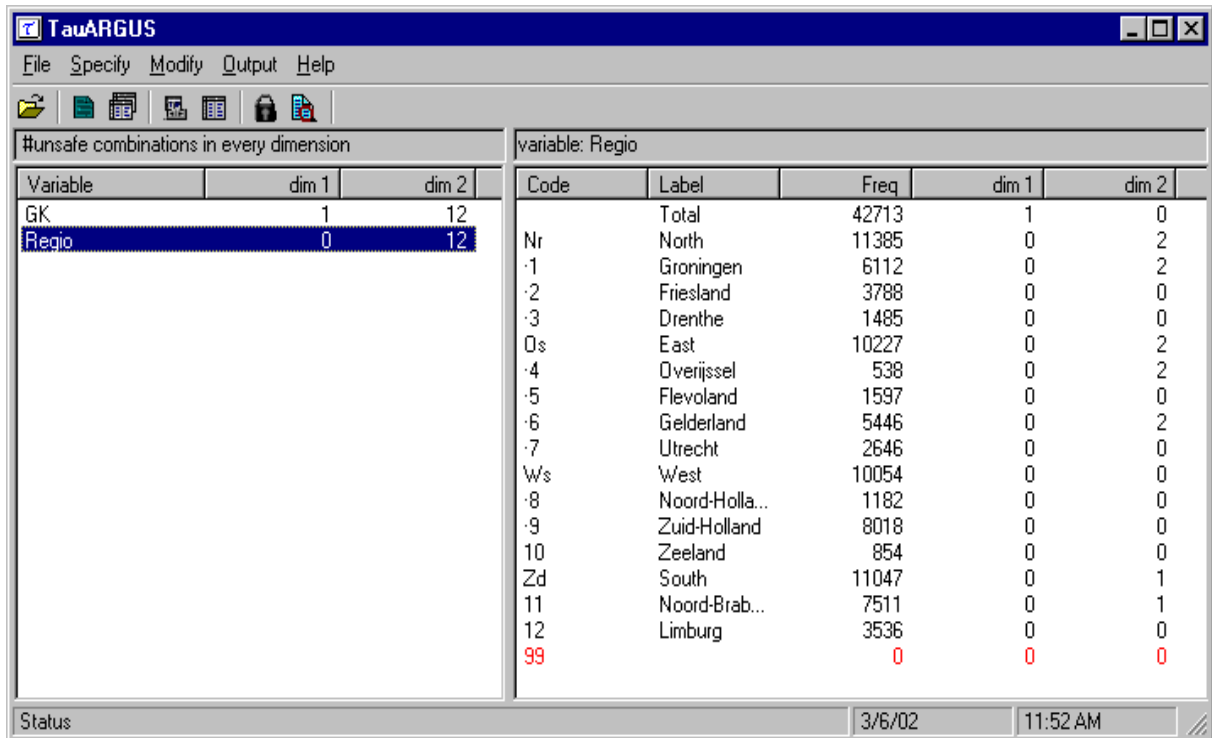 TauARGUS
File Specify Modify Output Help
#unsafe combinations in every dimension
Variable dim 1 dim 2
GK 1 12
Regio 0 12
variable: Regio
Code Label Freq dim 1 dim 2
Total 42713 1 0
Nr North 11385 0 2
·1 Groningen 6112 0 2
·2 Friesland 3788 0 0
·3 Drenthe 1485 0 0
Os East 10227 0 2
·4 Overijssel 538 0 2
·5 Flevoland 1597 0 0
·6 Gelderland 5446 0 2
·7 Utrecht 2646 0 0
Ws West 10054 0 0
·8 Noord-Holla... 1182 0 0
·9 Zuid-Holland 8018 0 0
10 Zeeland 854 0 0
Zd South 11047 0 1
11 Noord-Brab... 7511 0 1
12 Limburg 3536 0 0
99 0 0 0
Status 3/6/02 11:52 AM